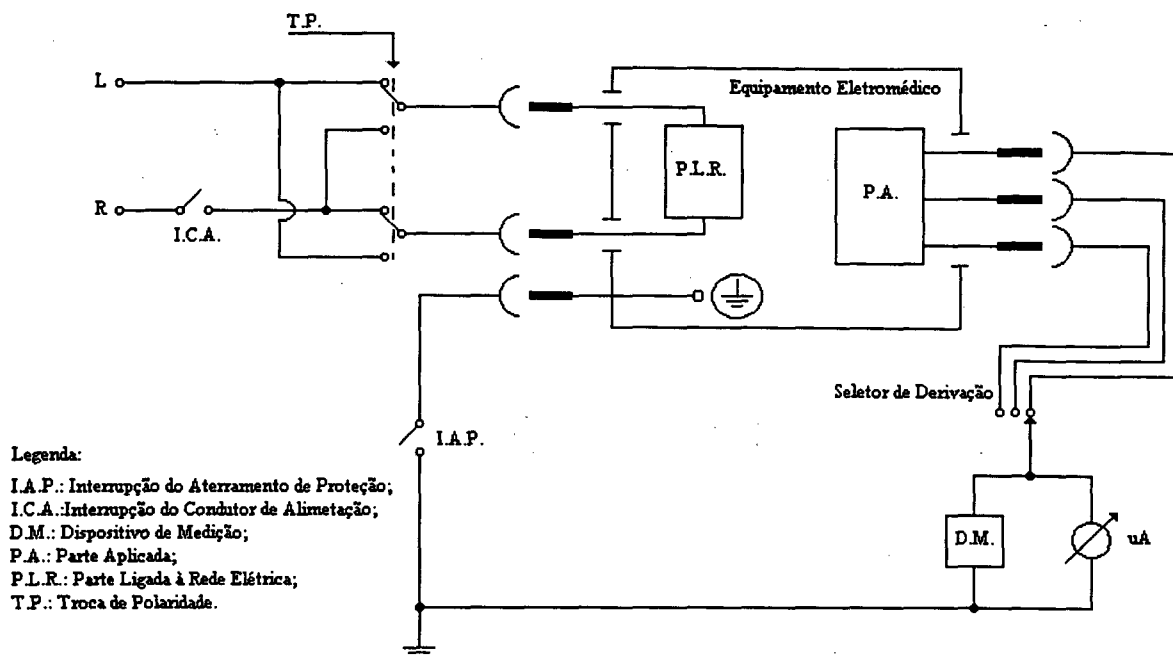 T.P.
L
Equipamento Eletromédico
P.L.R.
P.A.
R
I.C.A.
Seletor de Derivação
I.A.P.
Legenda:
I.A.P.: Interrupção do Aterramento de Proteção;
I.C.A.:Interrupção do Condutor de Alimetação;
D.M.: Dispositivo de Medição;
P.A.: Parte Aplicada;
P.L.R.: Parte Ligada à Rede Elétrica;
T.P.: Troca de Polaridade.
D.M.
uA